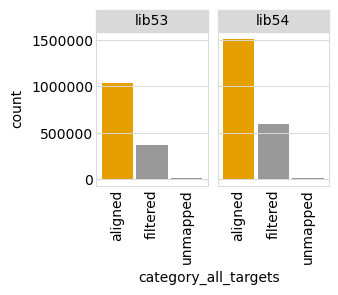 lib53 lib54
1500000
1000000
500000
0
count
aligned filtered unmapped aligned filtered unmapped
category_all_targets